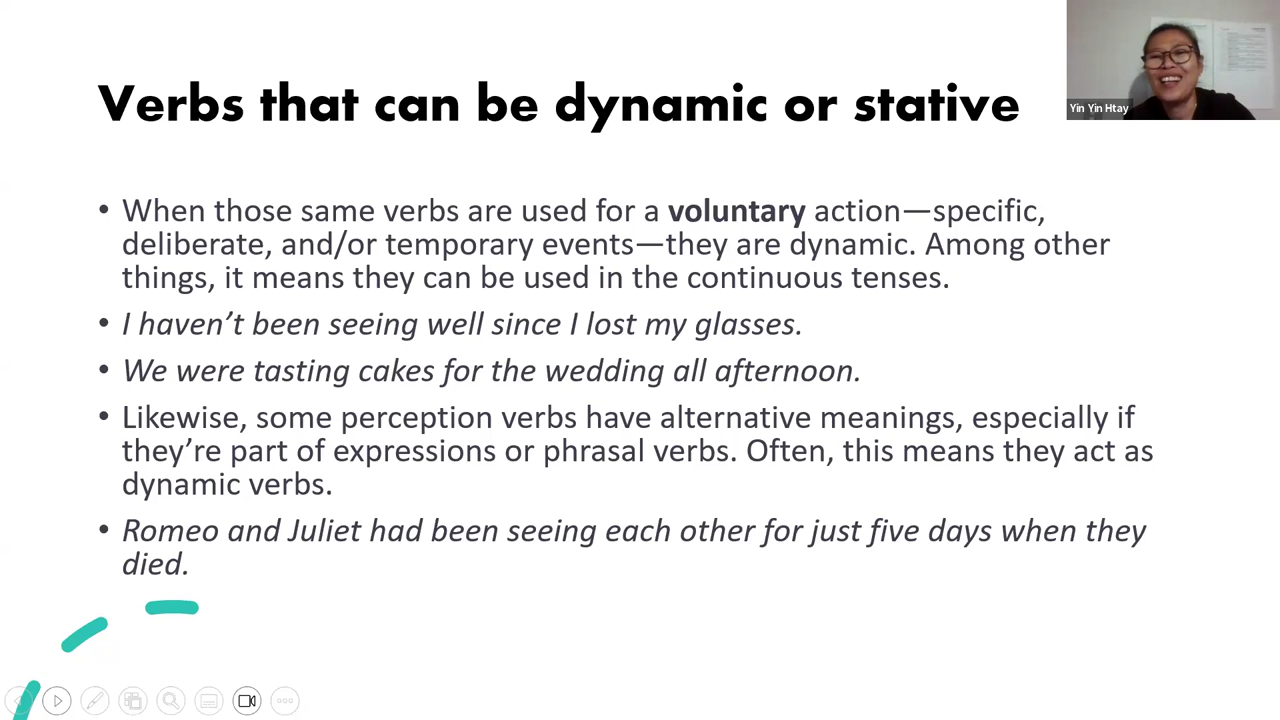 Verbs that can be dynamic or stative
Yin Yin Htay
• When those same verbs are used for a voluntary action—specific,
deliberate, and/or temporary events—they are dynamic. Among other
things, it means they can be used in the continuous tenses.
• I haven’t been seeing well since I lost my glasses.
• We were tasting cakes for the wedding all afternoon.
• Likewise, some perception verbs have alternative meanings, especially if
they’re part of expressions or phrasal verbs. Often, this means they act as
dynamic verbs.
• Romeo and Juliet had been seeing each other for just five days when they
died.